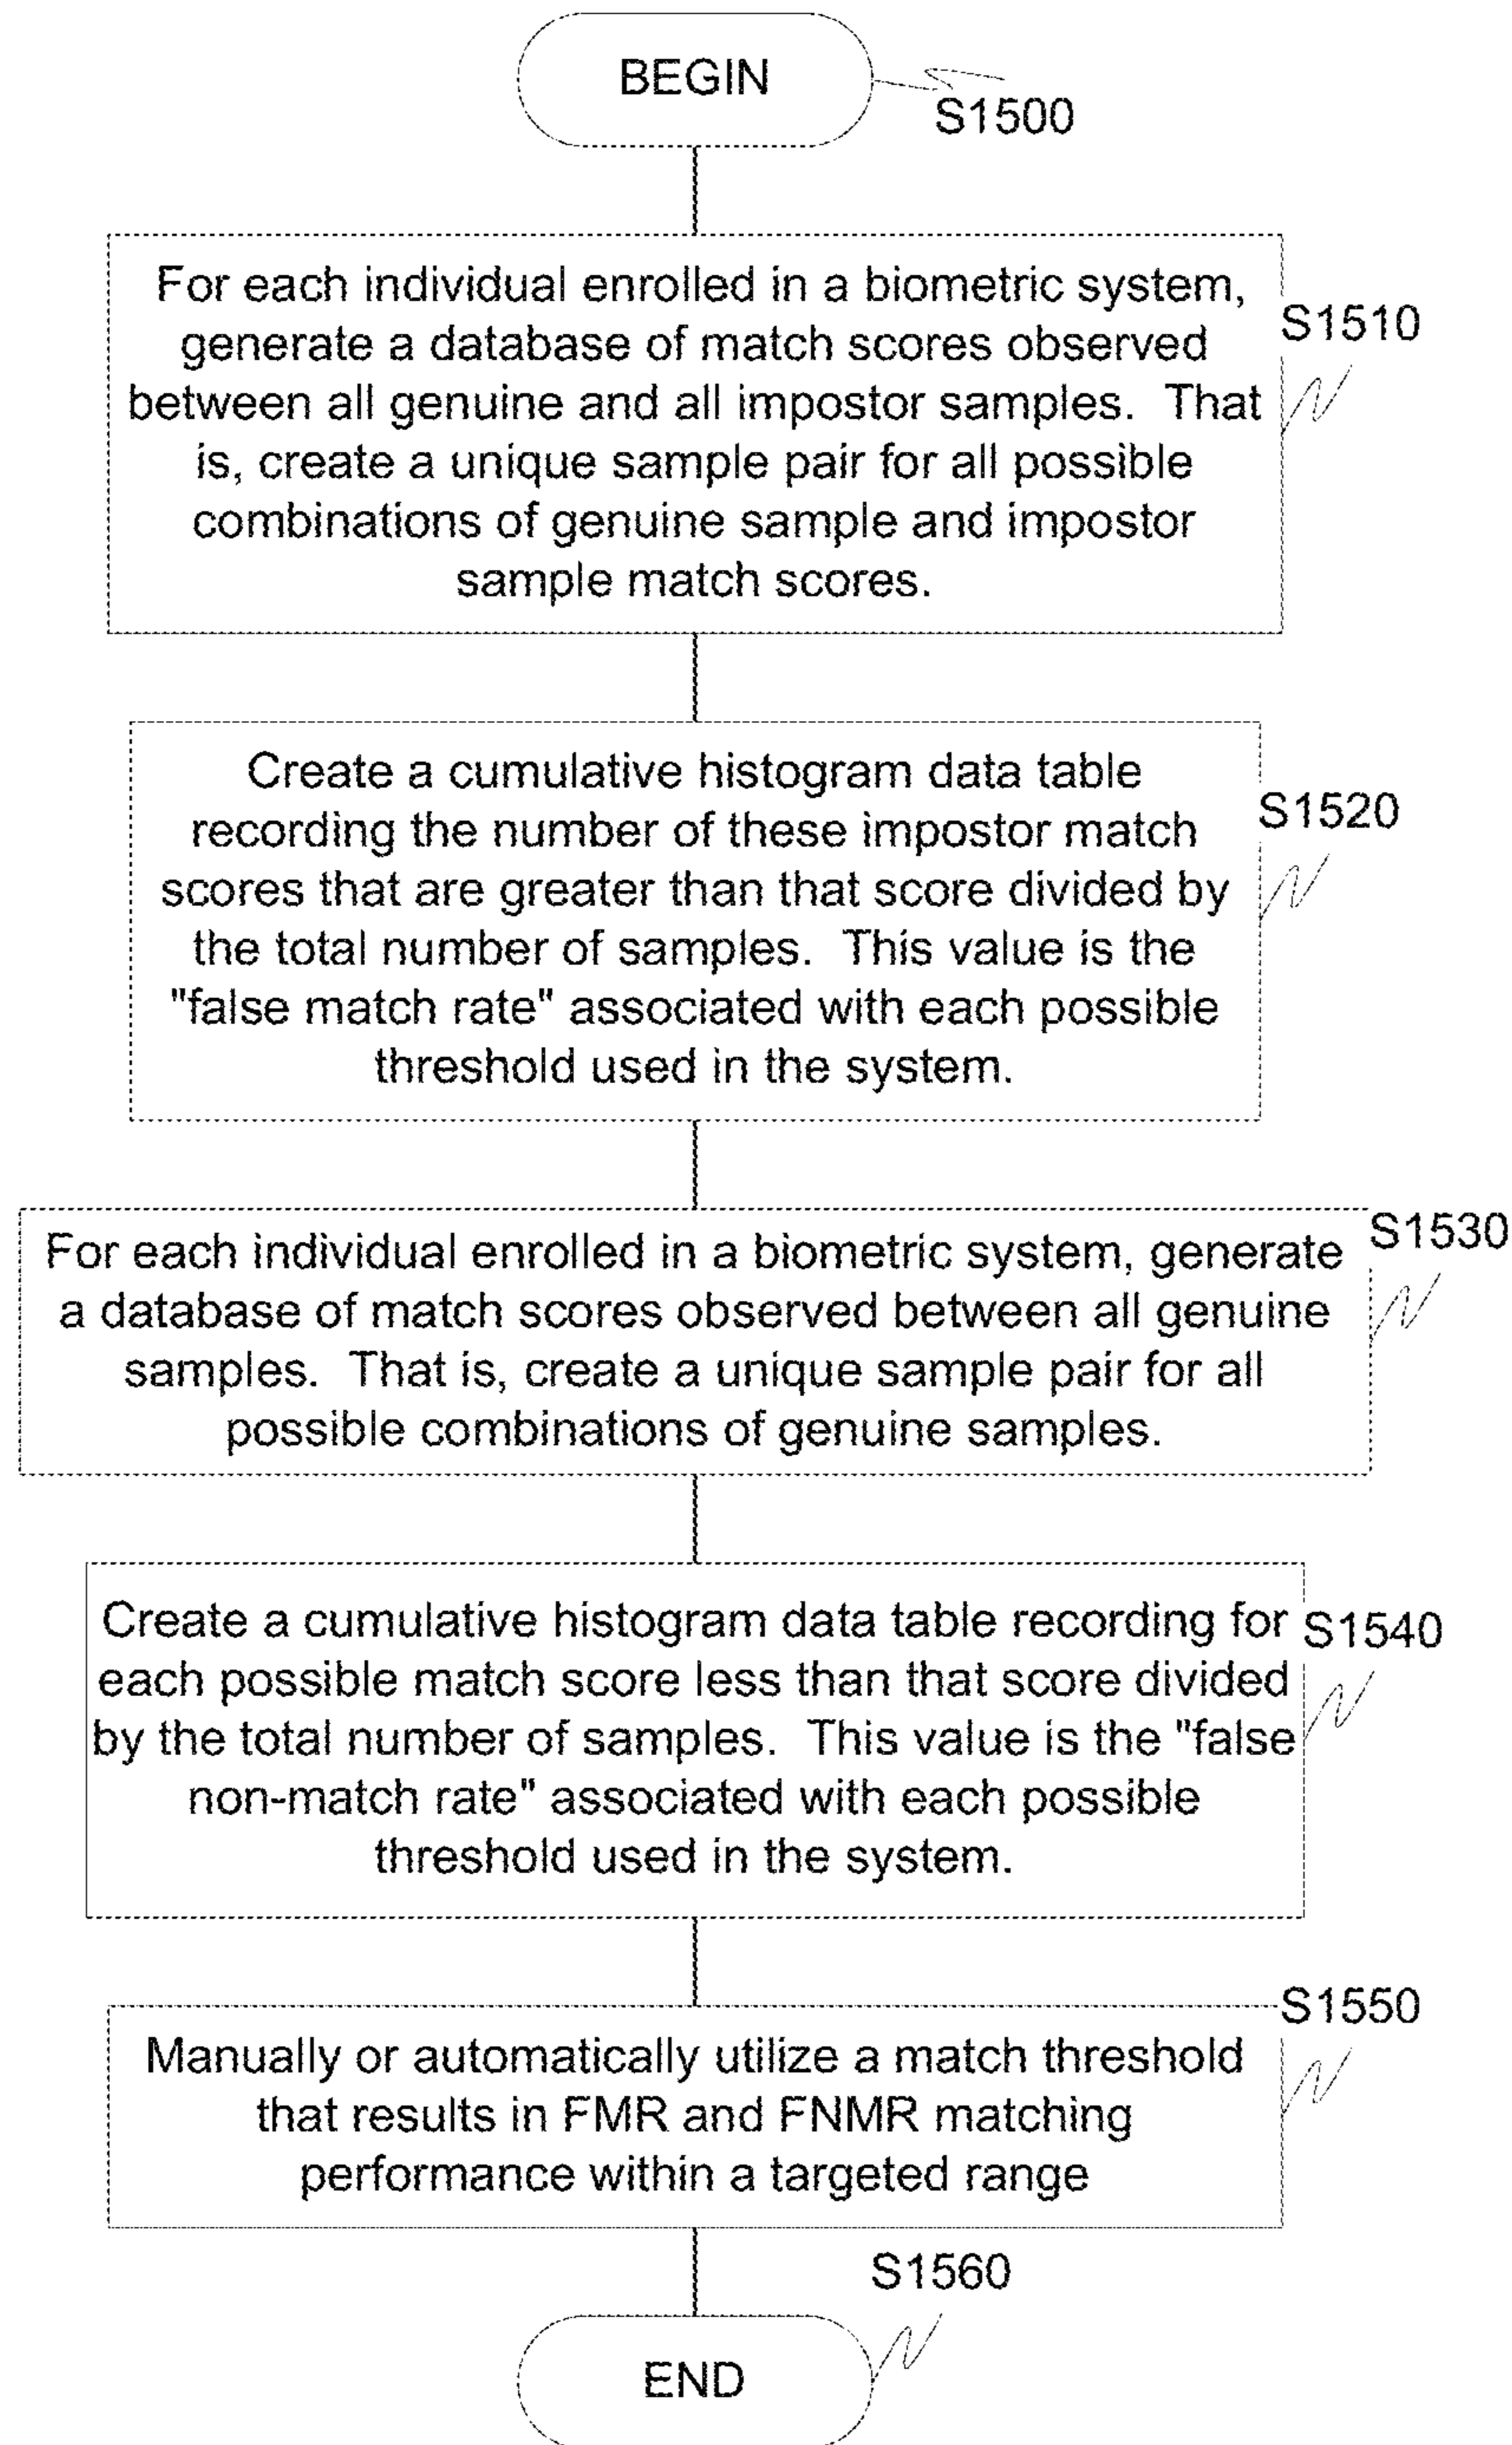 BEGIN
S1500
For each individual enrolled in a biometric system,
generate a database of match scores observed
between all genuine and all impostor samples.  That
is, create a unique sample pair for all possible
combinations of genuine sample and impostor
sample match scores.
S1510
Create a cumulative histogram data table
recording the number of these impostor match
scores that are greater than that score divided by
the total number of samples.  This value is the
"false match rate" associated with each possible
threshold used in the system.
S1520
For each individual enrolled in a biometric system, generate
a database of match scores observed between all genuine
samples.  That is, create a unique sample pair for all
possible combinations of genuine samples.
S1530
Create a cumulative histogram data table recording for
each possible match score less than that score divided
by the total number of samples.  This value is the "false
non-match rate" associated with each possible
threshold used in the system.
S1540
Manually or automatically utilize a match threshold
that results in FMR and FNMR matching
performance within a targeted range
S1550
S1560
END